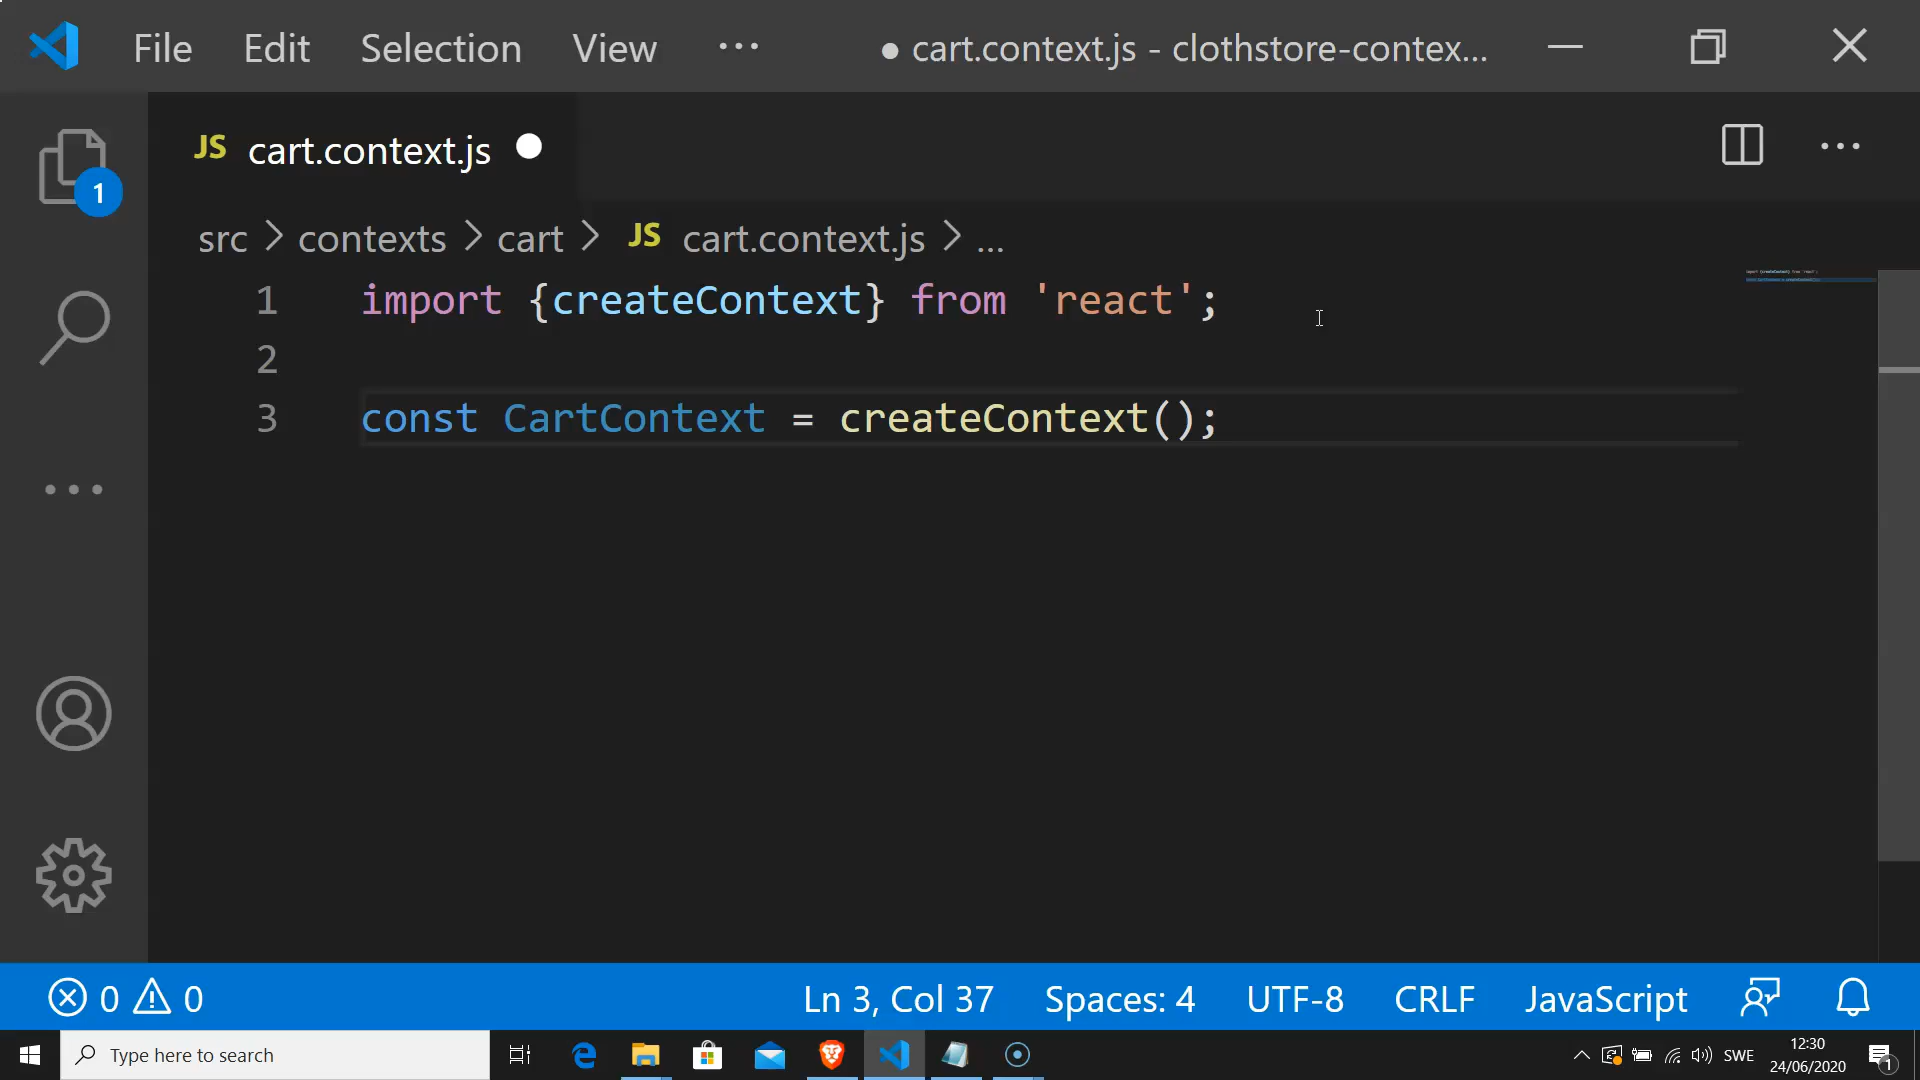 File Edit Selection View ··· ● cart.context.js - clothstore-contex...
JS cart.context.js
1
src > contexts > cart > JS cart.context.js > ...
1 import {createContext} from 'react';
2
3 const CartContext = createContext();
0 0 Ln 3, Col 37 Spaces: 4 UTF-8 CRLF JavaScript
Type here to search SWE 12:30
24/06/2020 1